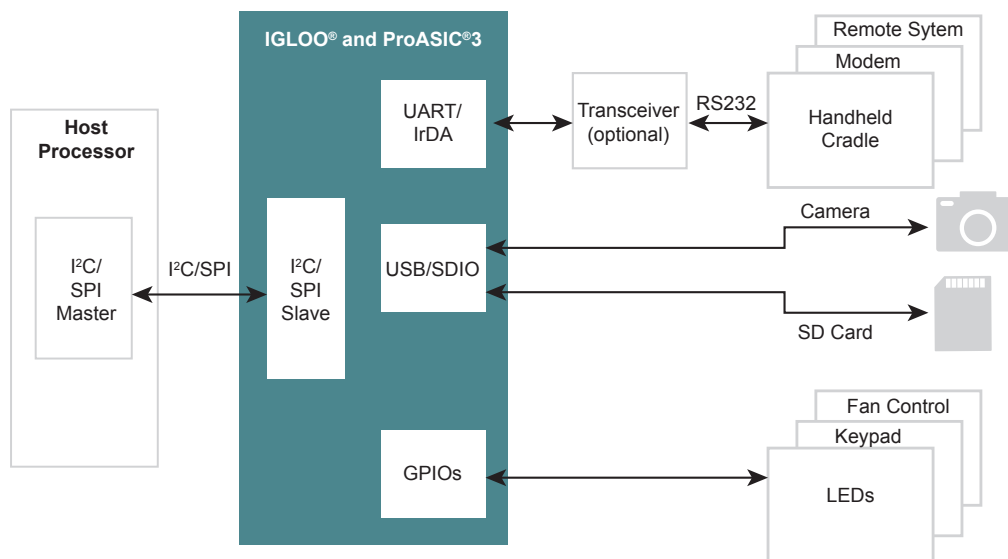 IGLOO® and ProASIC®3
Host
Processor
I²C/
SPI
Master
I²C/SPI
I²C/
SPI
Slave
UART/
IrDA
USB/SDIO
GPIOs
Transceiver
(optional)
RS232
Remote Sytem
Modem
Handheld
Cradle
Camera
SD Card
Fan Control
Keypad
LEDs